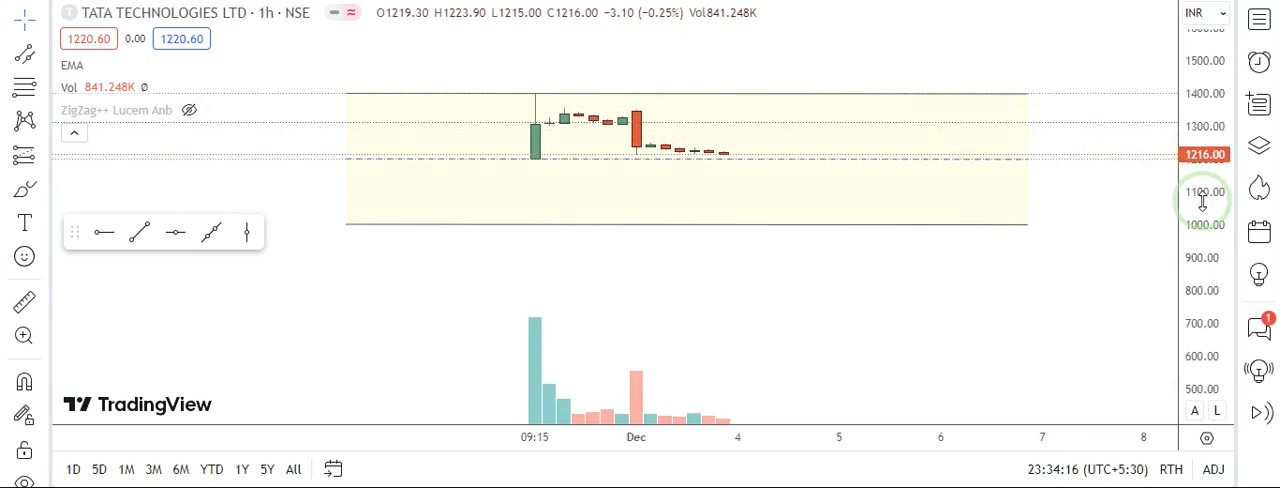 TATA TECHNOLOGIES LTD · 1h · NSE
O1219.30 H1223.90 L1215.00 C1216.00 −3.10 (−0.25%) Vol841.248K
INR
1220.60 0.00 1220.60
EMA
Vol 841.248K Ø
ZigZag++ Lucem Anb
1500.00
1400.00
1300.00
1216.00
1100.00
1000.00
900.00
800.00
700.00
600.00
500.00
1
TradingView
A L
09:15 Dec 4 5 6 7 8
1D 5D 1M 3M 6M YTD 1Y 5Y All
23:34:16 (UTC+5:30) RTH ADJ